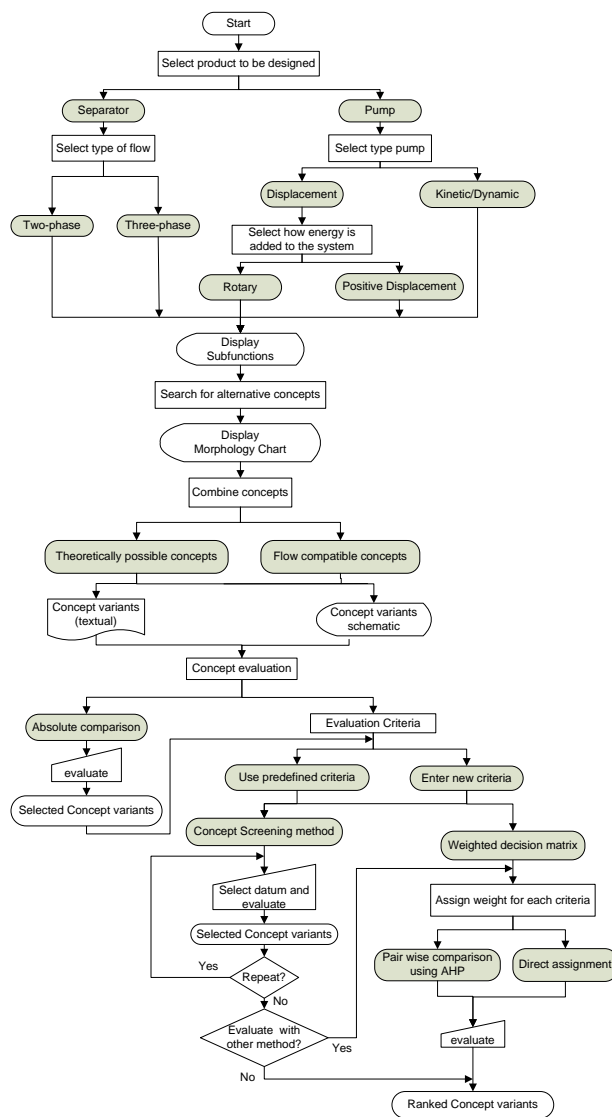 Start
Select product to be designed
Separator
Pump
Select type of flow
Select type pump
Displacement
Kinetic/Dynamic
Two-phase
Three-phase
Select how energy is
added to the system
Rotary
Positive Displacement
Display
Subfunctions
Search for alternative concepts
Display
Morphology Chart
Combine concepts
Theoretically possible concepts
Flow compatible concepts
Concept variants
(textual)
Concept variants
schematic
Concept evaluation
Absolute comparison
Evaluation Criteria
evaluate
Use predefined criteria
Enter new criteria
Selected Concept variants
Concept Screening method
Weighted decision matrix
Select datum and
evaluate
Assign weight for each criteria
Selected Concept variants
Pair wise comparison
using AHP
Direct assignment
Yes
Repeat?
No
Evaluate with
other method?
Yes
evaluate
No
Ranked Concept variants